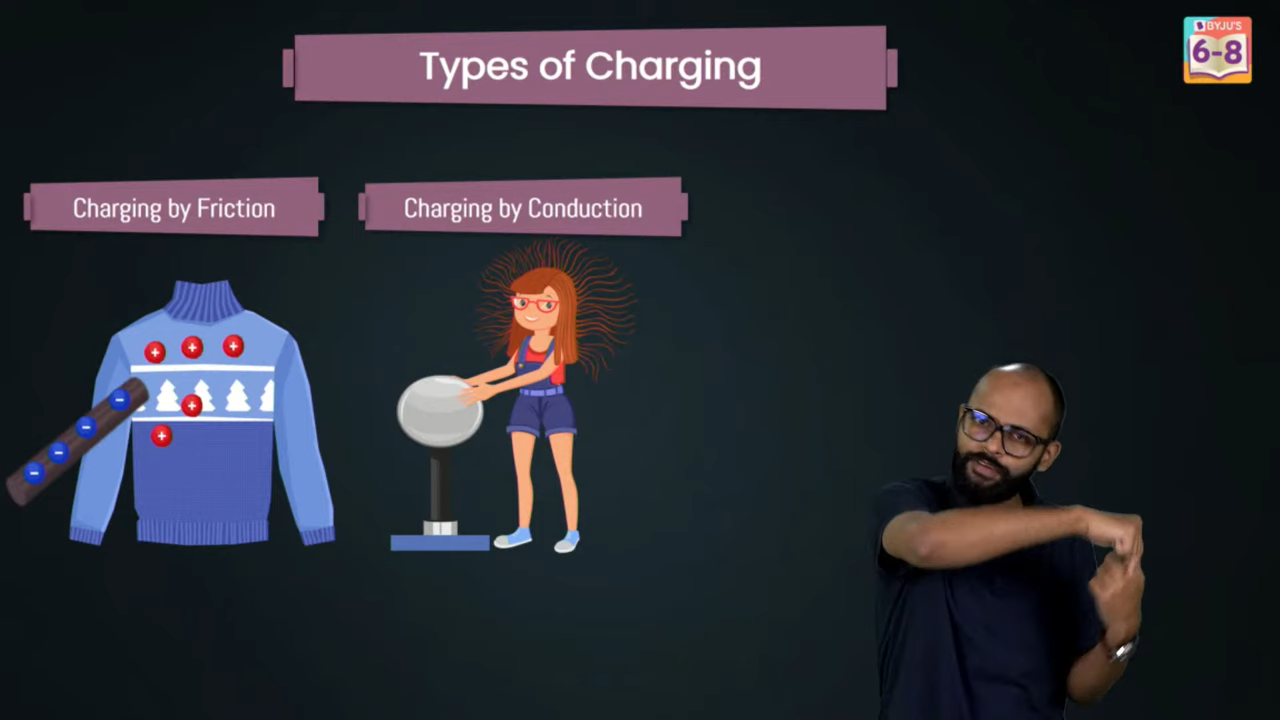 Types of Charging
BYJU'S
6-8
Charging by Friction
Charging by Conduction
+ + +
+
+
- - - -